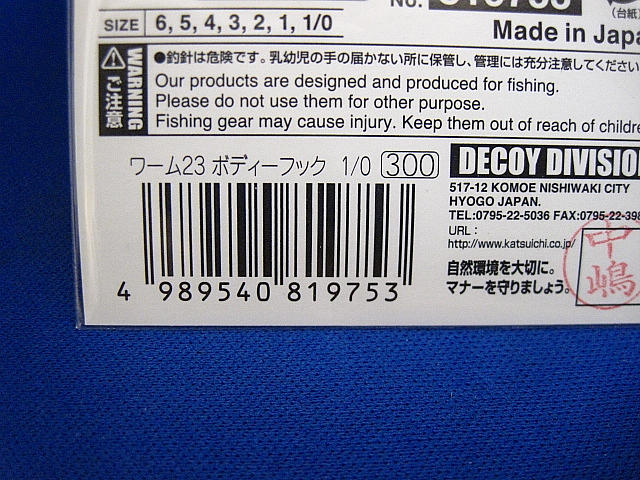 No.
SIZE 6, 5, 4, 3, 2, 1, 1/0
Made in Japa
ご注意 WARNING
●釣針は危険です。乳幼児の手の届かない所に保管し、管理には充分注意してください
Our products are designed and produced for fishing.
Please do not use them for other purpose.
Fishing gear may cause injury. Keep them out of reach of childre
ワーム23 ボディーフック 1/0 300
4 989540 819753
DECOY DIVISION
517-12 KOMOE NISHIWAKI CITY
HYOGO JAPAN.
TEL:0795-22-5036 FAX:0795-22-398
URL:
http://www.katsuichi.co.jp/
自然環境を大切に。
マナーを守りましょう。
中嶋
(台紙)